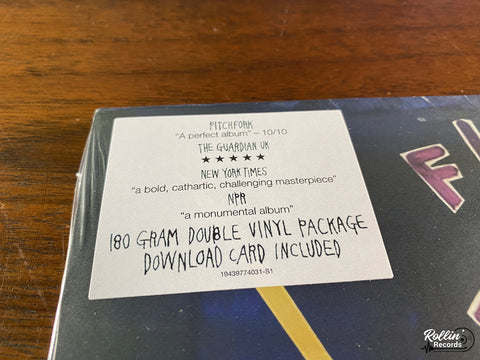 PITCHFORK
"A perfect album" – 10/10
THE GUARDIAN UK
★★★★★
NEW YORK TIMES
"a bold, cathartic, challenging masterpiece"
NPR
"a monumental album"
180 GRAM DOUBLE VINYL PACKAGE
DOWNLOAD CARD INCLUDED
19439774031-S1
F
Rollin'
Records